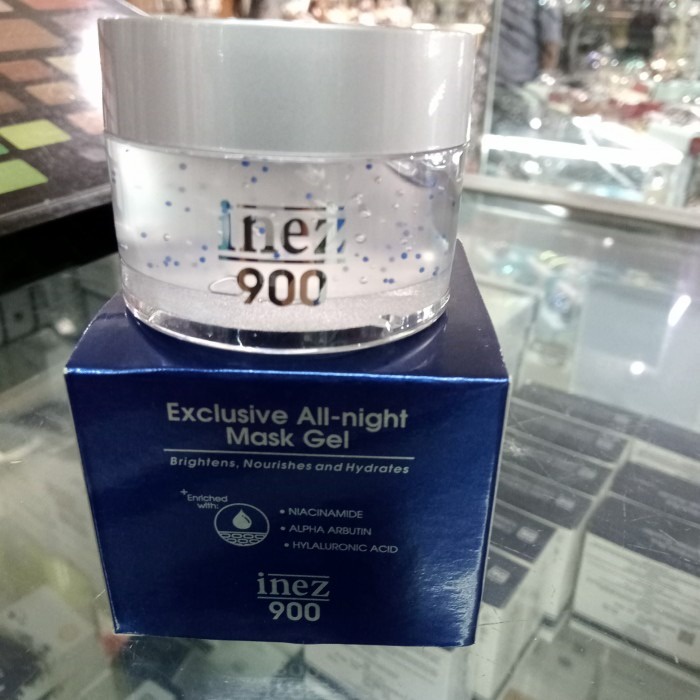 inez
900
Exclusive All-night
Mask Gel
Brightens, Nourishes and Hydrates
+Enriched
with:
• NIACINAMIDE
• ALPHA ARBUTIN
• HYLALURONIC ACID
inez
900